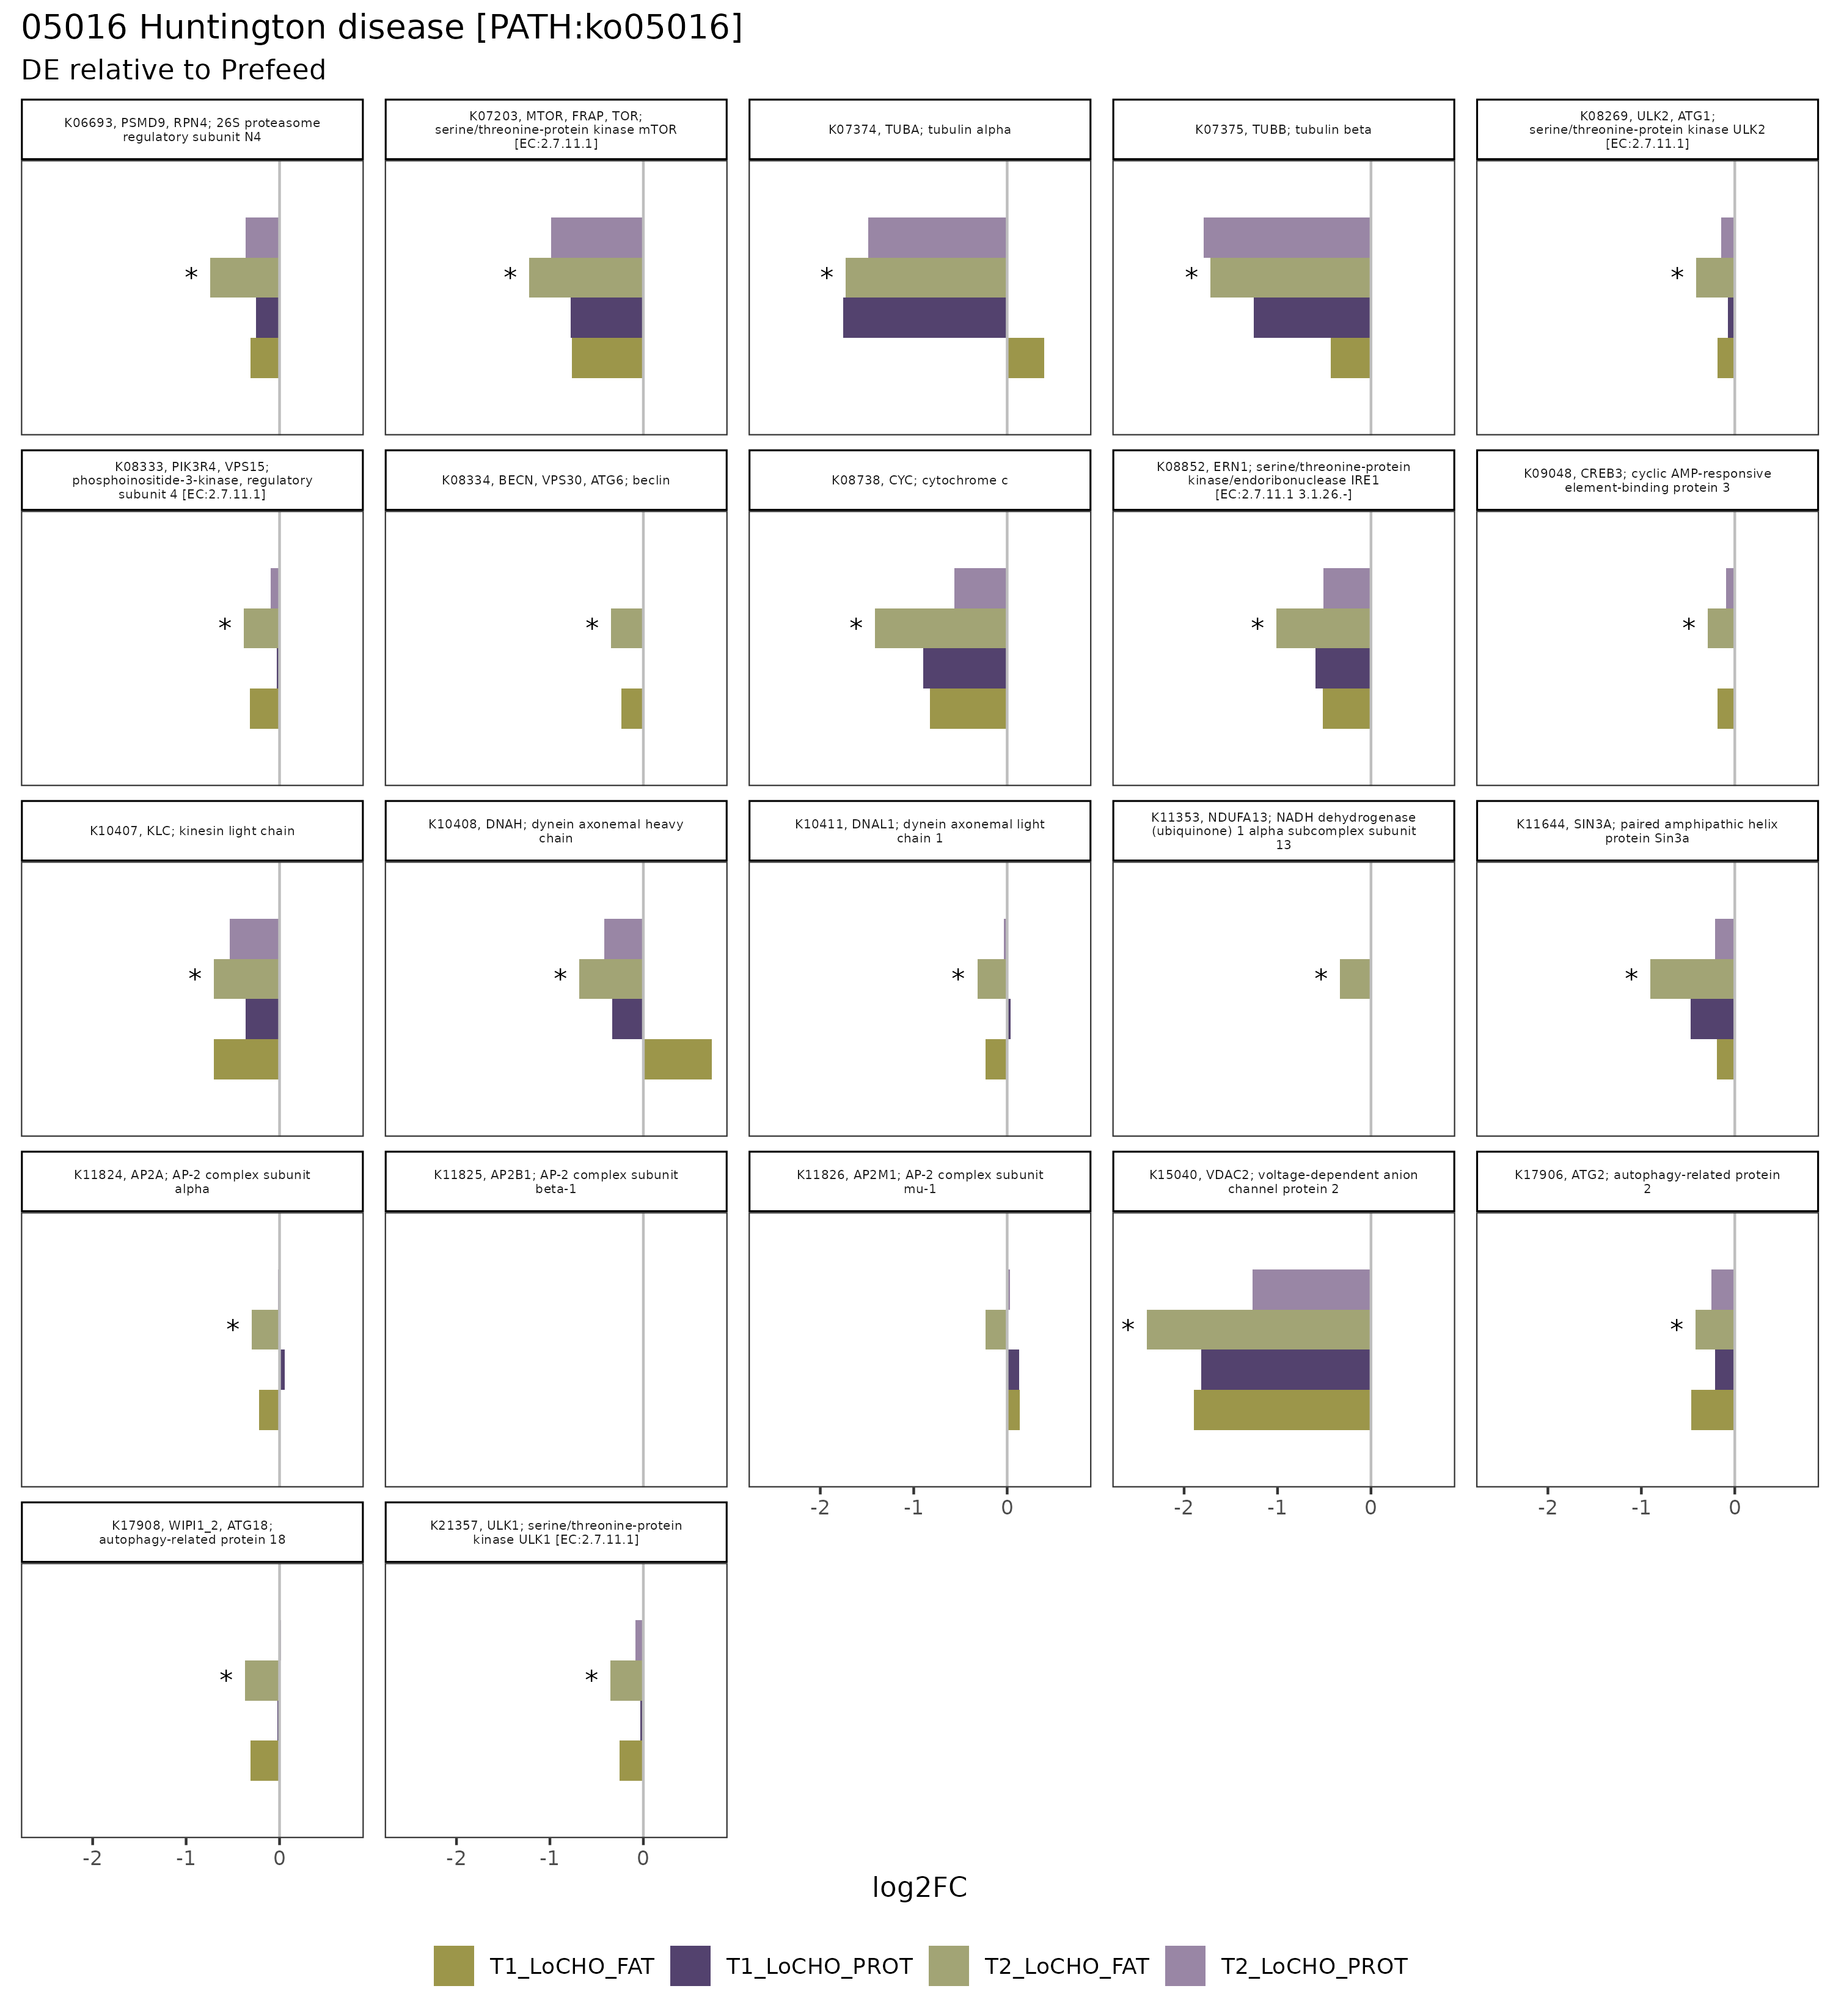 05016 Huntington disease [PATH:ko05016]
DE relative to Prefeed
K06693, PSMD9, RPN4; 26S proteasome
regulatory subunit N4
K07203, MTOR, FRAP, TOR;
serine/threonine-protein kinase mTOR
[EC:2.7.11.1]
K07374, TUBA; tubulin alpha
K07375, TUBB; tubulin beta
K08269, ULK2, ATG1;
serine/threonine-protein kinase ULK2
[EC:2.7.11.1]
*
*
*
*
*
K08333, PIK3R4, VPS15;
phosphoinositide-3-kinase, regulatory
subunit 4 [EC:2.7.11.1]
K08334, BECN, VPS30, ATG6; beclin
K08738, CYC; cytochrome c
K08852, ERN1; serine/threonine-protein
kinase/endoribonuclease IRE1
[EC:2.7.11.1 3.1.26.-]
K09048, CREB3; cyclic AMP-responsive
element-binding protein 3
*
*
*
*
*
K10407, KLC; kinesin light chain
K10408, DNAH; dynein axonemal heavy
chain
K10411, DNAL1; dynein axonemal light
chain 1
K11353, NDUFA13; NADH dehydrogenase
(ubiquinone) 1 alpha subcomplex subunit
13
K11644, SIN3A; paired amphipathic helix
protein Sin3a
*
*
*
*
*
K11824, AP2A; AP-2 complex subunit
alpha
K11825, AP2B1; AP-2 complex subunit
beta-1
K11826, AP2M1; AP-2 complex subunit
mu-1
K15040, VDAC2; voltage-dependent anion
channel protein 2
K17906, ATG2; autophagy-related protein
2
*
*
*
-2 -1 0
-2 -1 0
-2 -1 0
K17908, WIPI1_2, ATG18;
autophagy-related protein 18
K21357, ULK1; serine/threonine-protein
kinase ULK1 [EC:2.7.11.1]
*
*
-2 -1 0
-2 -1 0
log2FC
T1_LoCHO_FAT T1_LoCHO_PROT T2_LoCHO_FAT T2_LoCHO_PROT